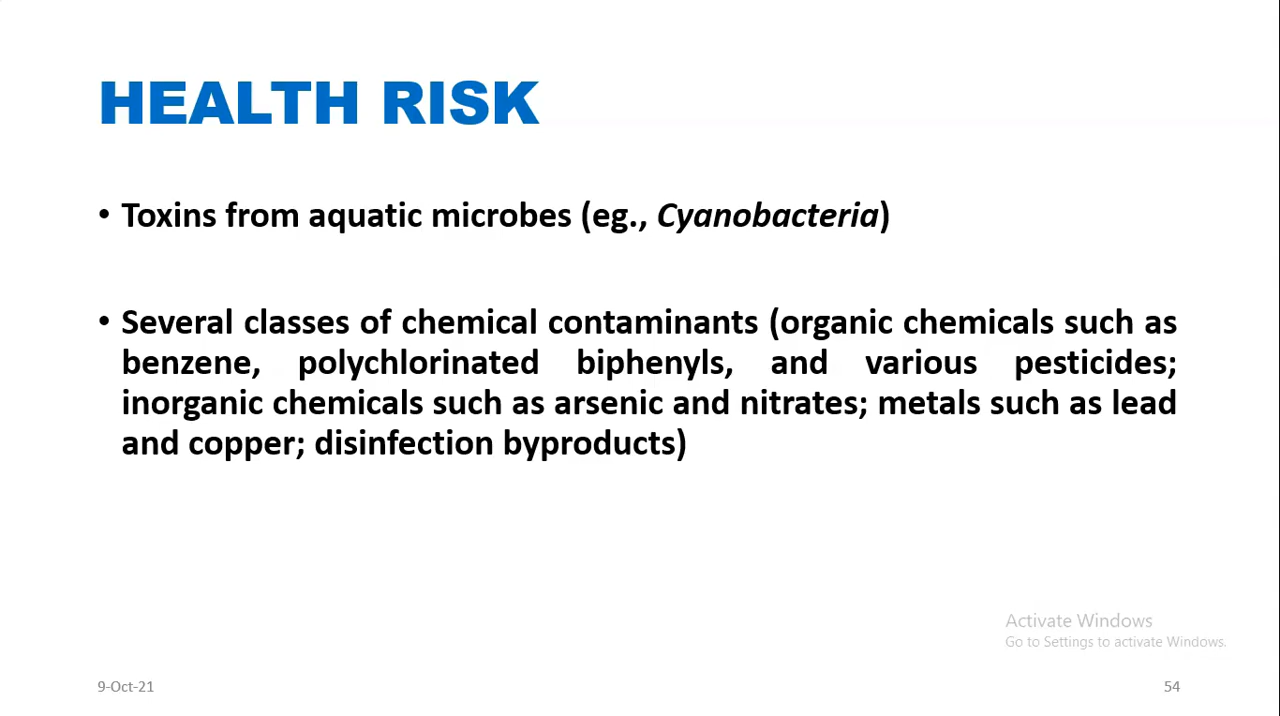 HEALTH RISK
• Toxins from aquatic microbes (eg., Cyanobacteria)
• Several classes of chemical contaminants (organic chemicals such as
benzene, polychlorinated biphenyls, and various pesticides;
inorganic chemicals such as arsenic and nitrates; metals such as lead
and copper; disinfection byproducts)
Activate Windows
Go to Settings to activate Windows.
9-Oct-21
54